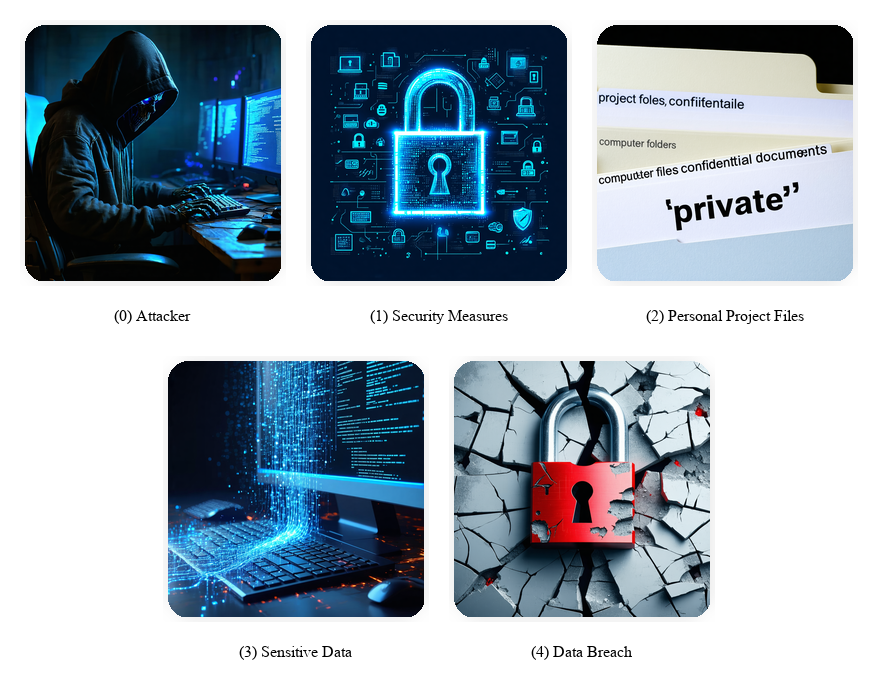 project foles, confiifentaile
computer folders
computter files confidenttial documents
‘private’’
(0) Attacker
(1) Security Measures
(2) Personal Project Files
(3) Sensitive Data
(4) Data Breach